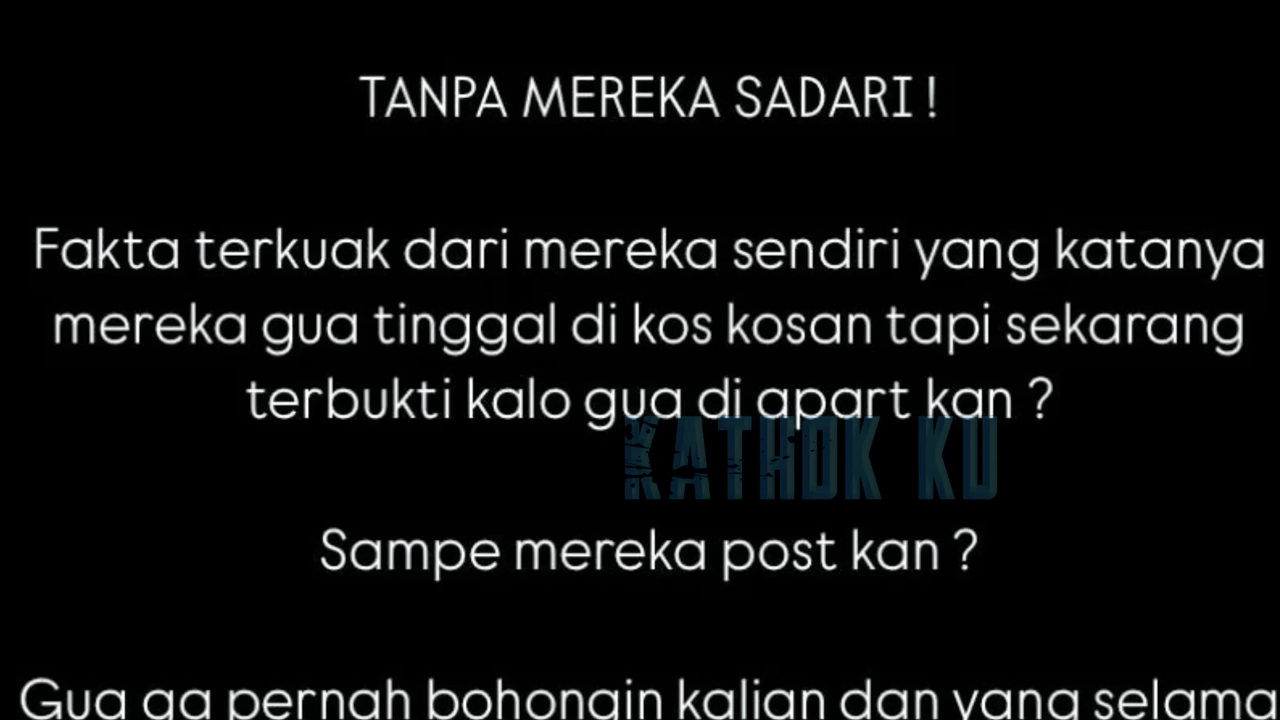 TANPA MEREKA SADARI !
Fakta terkuak dari mereka sendiri yang katanya
mereka gua tinggal di kos kosan tapi sekarang
terbukti kalo gua di apart kan ?
KATHOK KU
Sampe mereka post kan ?
Gua ga pernah bohongin kalian dan yang selama